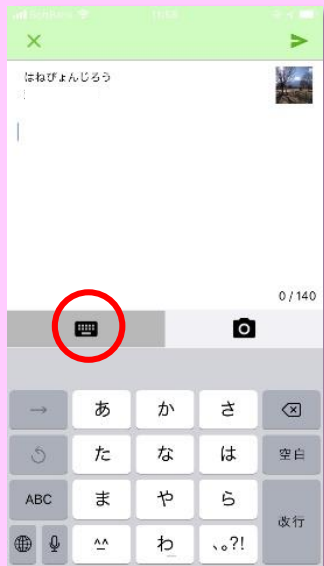 はねぴょんじろう
0 / 140
→ あ か さ
た な は 空白
ABC ま や ら
改行
^^ わ 、。?!